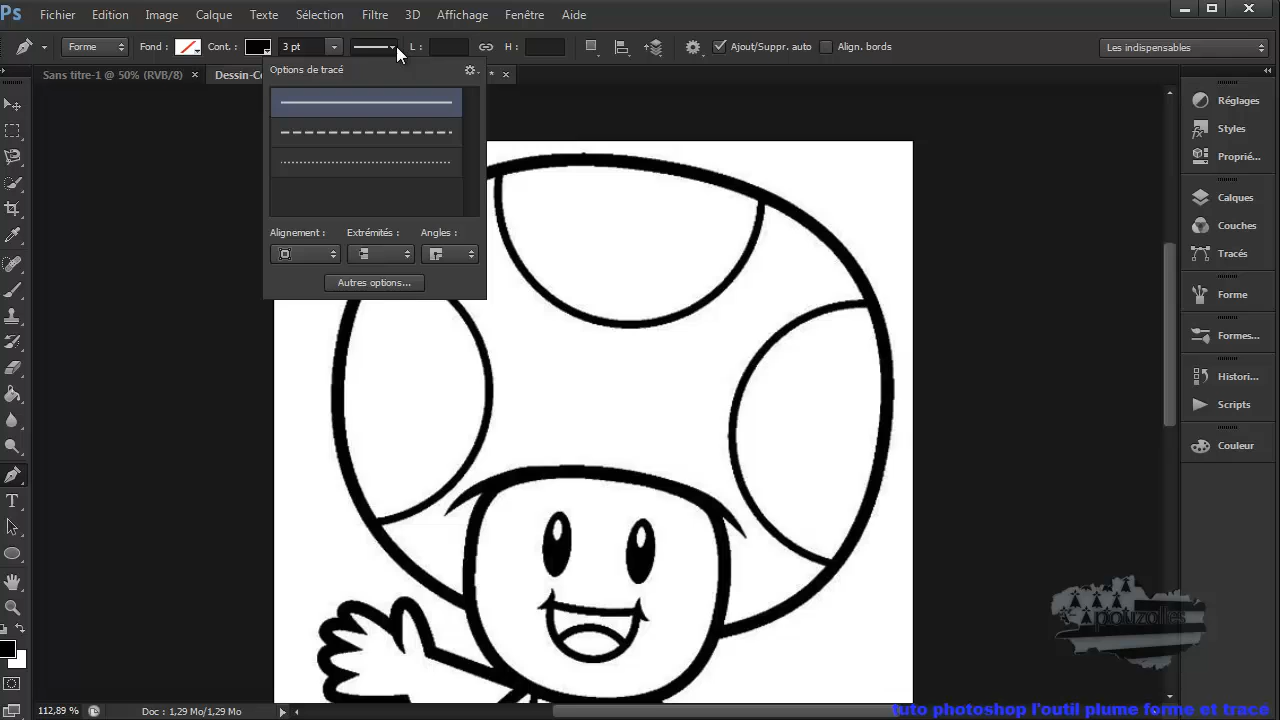 Ps Fichier Edition Image Calque Texte Sélection Filtre 3D Affichage Fenêtre Aide
Forme Fond : Cont. : 3 pt L : H : Ajout/Suppr. auto Align. bords Les indispensables
Sans titre-1 @ 50% (RVB/8) × Dessin-Co * ×
Options de tracé
Alignement : Extrémités : Angles :
Autres options...
Réglages
Styles
Proprié...
Calques
Couches
Tracés
Forme
Formes...
Histori...
Scripts
Couleur
T
pouzolles
112,89 % Doc : 1,29 Mo/1,29 Mo
tuto photoshop l'outil plume forme et tracé